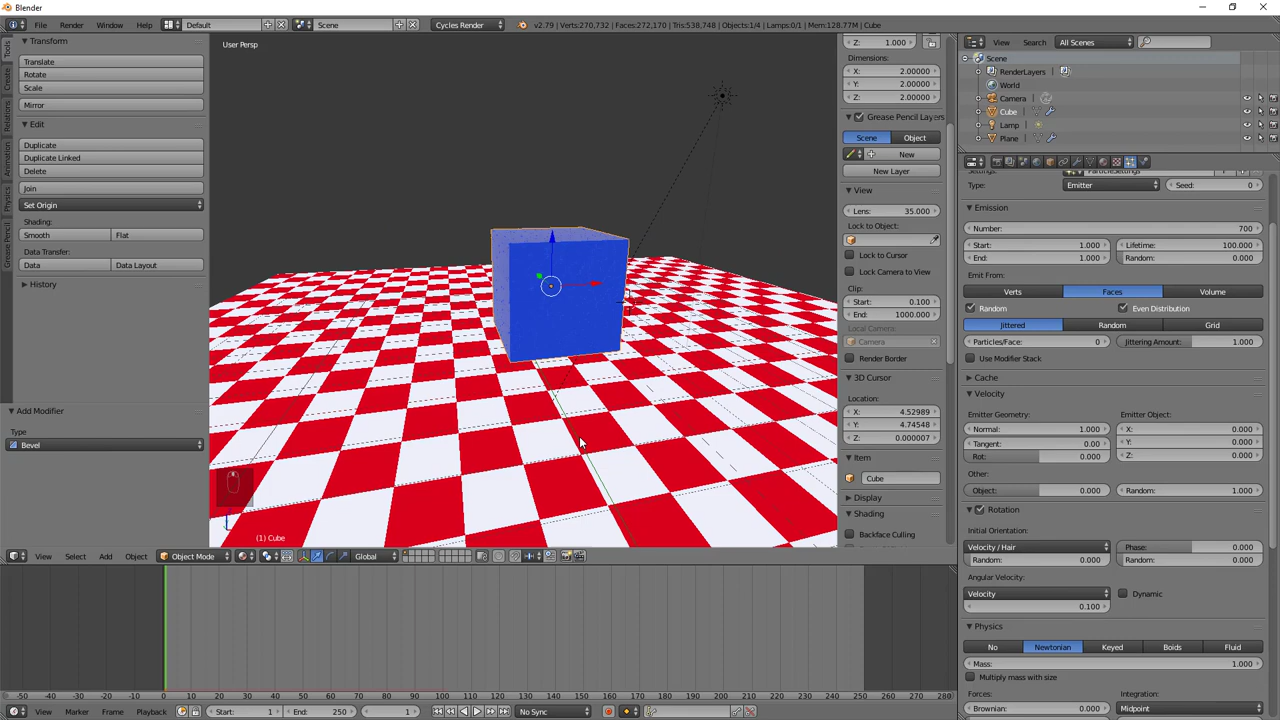 Blender
File Render Window Help Default Scene Cycles Render v2.79 | Verts:270,732 | Faces:272,170 | Tris:538,748 | Objects:1/4 | Lamps:0/1 | Mem:128.77M | Cube
Tools
Create
Relations
Animation
Physics
Grease Pencil
Transform
Translate
Rotate
Scale
Mirror
Edit
Duplicate
Duplicate Linked
Delete
Join
Set Origin
Shading:
Smooth Flat
Data Transfer:
Data Data Layout
History
Add Modifier
Type
Bevel
User Persp
(1) Cube
Z: 1.000
Dimensions:
X: 2.00000
Y: 2.00000
Z: 2.00000
Grease Pencil Layers
Scene Object
New
New Layer
View
Lens: 35.000
Lock to Object:
Lock to Cursor
Lock Camera to View
Clip:
Start: 0.100
End: 1000.000
Local Camera:
Camera
Render Border
3D Cursor
Location:
X: 4.52989
Y: 4.74548
Z: 0.000007
Item
Cube
Display
Shading
Backface Culling
View Select Add Object Object Mode Global
View Search All Scenes
Scene
RenderLayers
World
Camera
Cube
Lamp
Plane
Settings:
Type: Emitter Seed: 0
Emission
Number: 700
Start: 1.000 Lifetime: 100.000
End: 1.000 Random: 0.000
Emit From:
Verts Faces Volume
Random Even Distribution
Jittered Random Grid
Particles/Face: 0 Jittering Amount: 1.000
Use Modifier Stack
Cache
Velocity
Emitter Geometry: Emitter Object:
Normal: 1.000 X: 0.000
Tangent: 0.00 Y: 0.000
Rot: 0.000 Z: 0.000
Other:
Object: 0.000 Random: 1.000
Rotation
Initial Orientation:
Velocity / Hair Phase: 0.000
Random: 0.000 Random: 0.000
Angular Velocity:
Velocity Dynamic
0.100
Physics
No Newtonian Keyed Boids Fluid
Mass: 1.000
Multiply mass with size
Forces: Integration:
Brownian: 0.000 Midpoint
-50 -40 -30 -20 -10 0 10 20 30 40 50 60 70 80 90 100 110 120 130 140 150 160 170 180 190 200 210 220 230 240 250 260 270 280
View Marker Frame Playback Start: 1 End: 250 1 No Sync